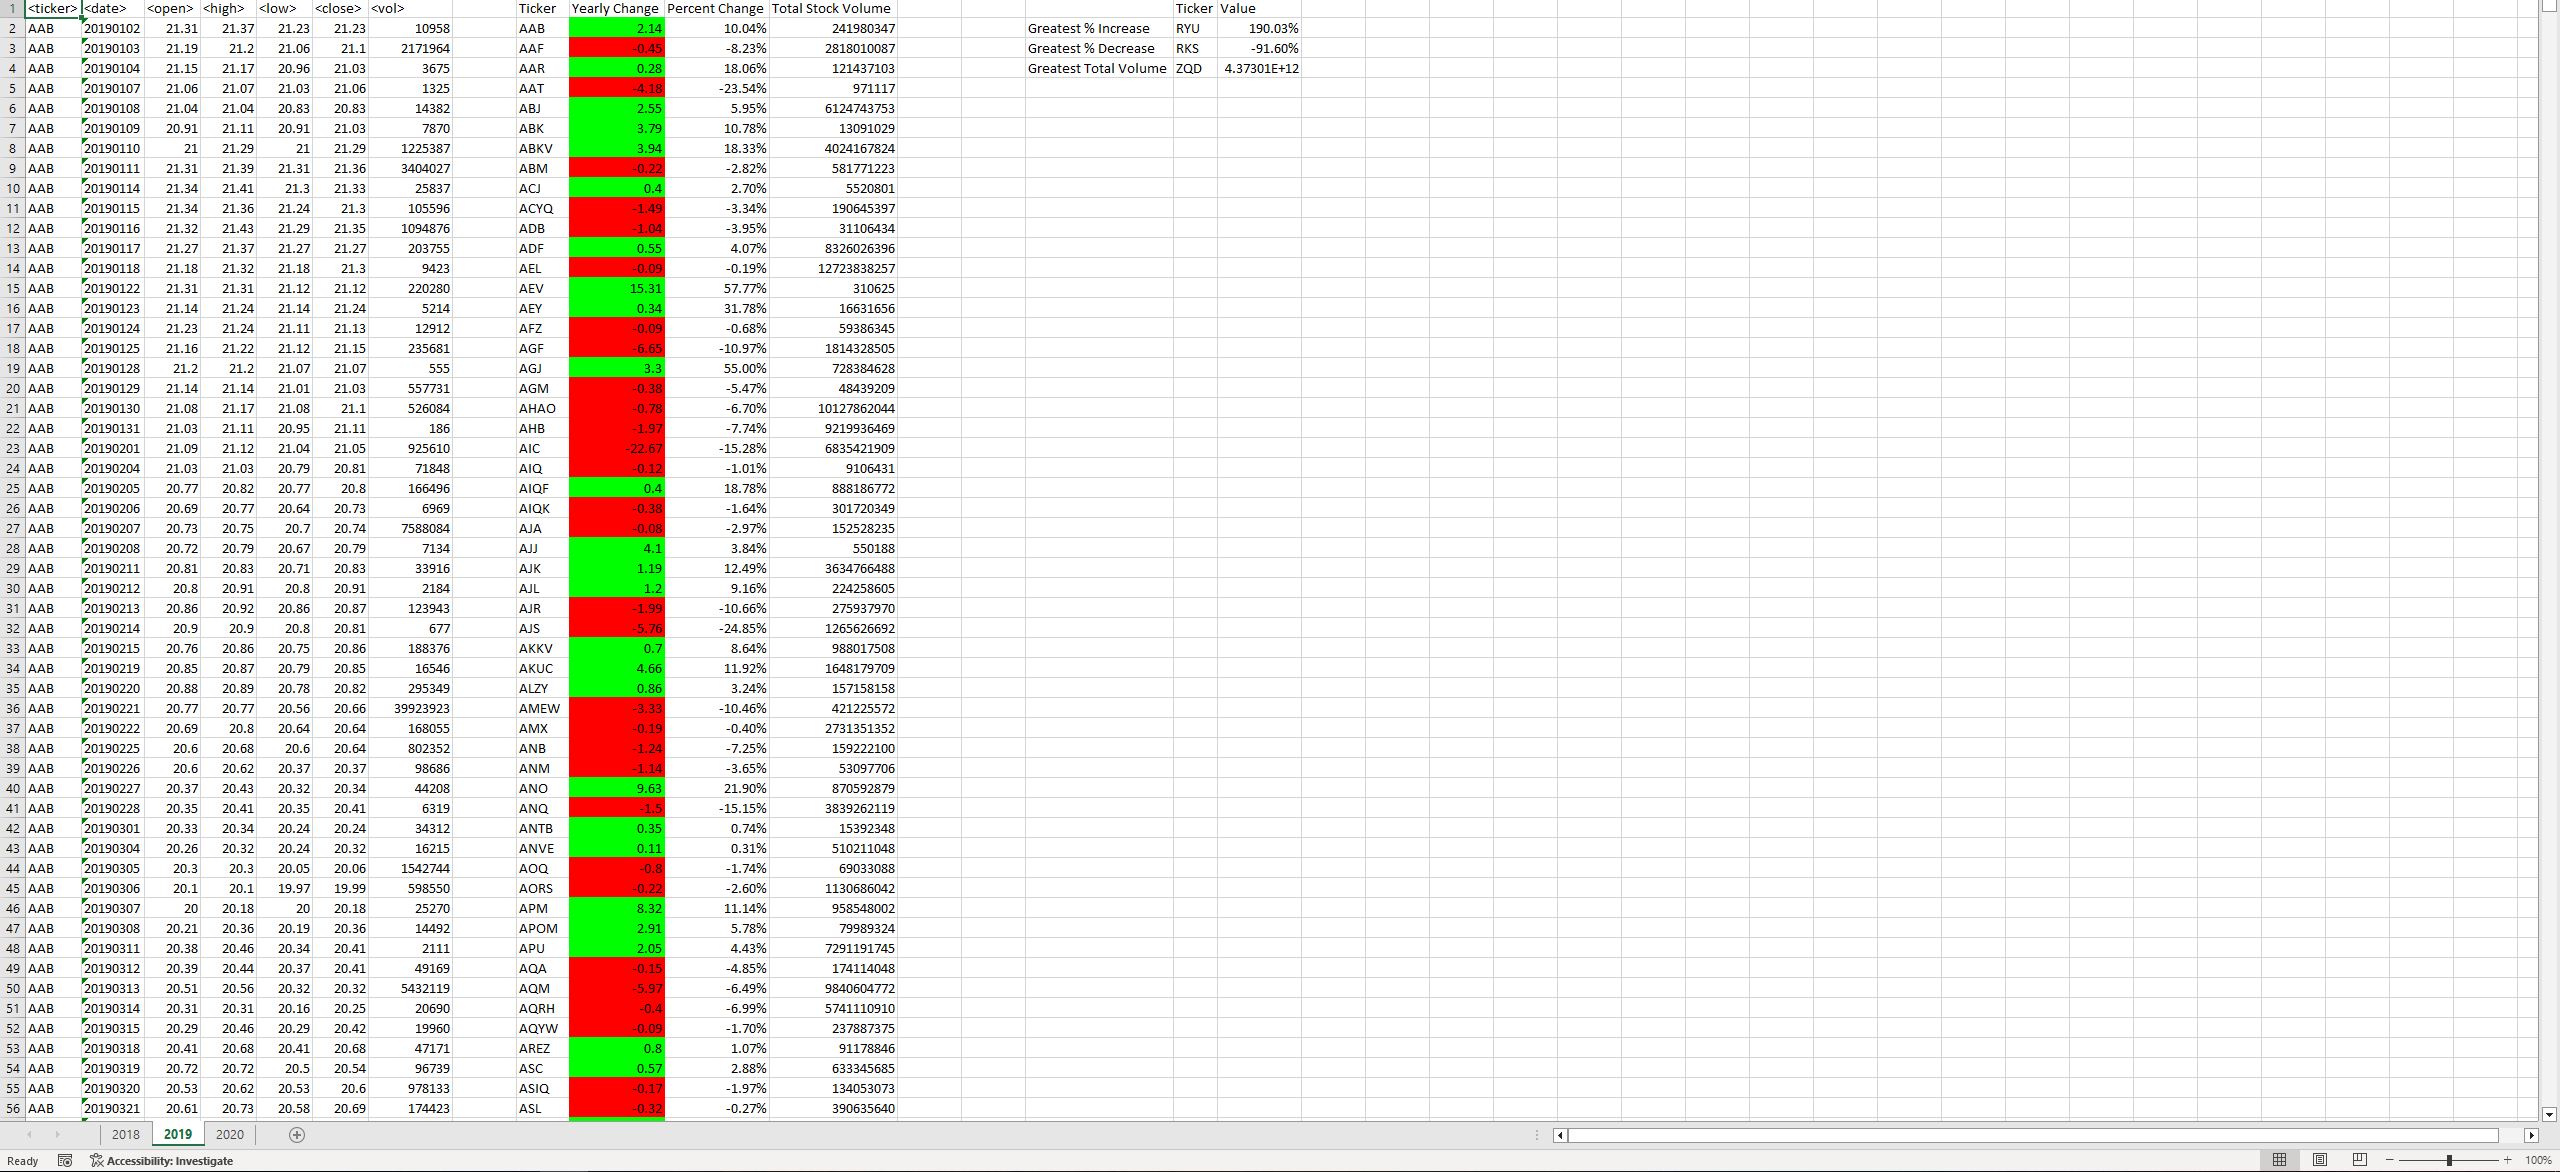 1 <ticker> <date> <open> <high> <low> <close> <vol> Ticker Yearly Change Percent Change Total Stock Volume Ticker Value
2 AAB 20190102 21.31 21.37 21.23 21.23 10958 AAB 2.14 10.04% 241980347 Greatest % Increase RYU 190.03%
3 AAB 20190103 21.19 21.2 21.06 21.1 2171964 AAF -0.45 -8.23% 2818010087 Greatest % Decrease RKS -91.60%
4 AAB 20190104 21.15 21.17 20.96 21.03 3675 AAR 0.28 18.06% 121437103 Greatest Total Volume ZQD 4.37301E+12
5 AAB 20190107 21.06 21.07 21.03 21.06 1325 AAT -4.18 -23.54% 971117
6 AAB 20190108 21.04 21.04 20.83 20.83 14382 ABJ 2.55 5.95% 6124743753
7 AAB 20190109 20.91 21.11 20.91 21.03 7870 ABK 3.79 10.78% 13091029
8 AAB 20190110 21 21.29 21 21.29 1225387 ABKV 3.94 18.33% 4024167824
9 AAB 20190111 21.31 21.39 21.31 21.36 3404027 ABM -0.22 -2.82% 581771223
10 AAB 20190114 21.34 21.41 21.3 21.33 25837 ACJ 0.4 2.70% 5520801
11 AAB 20190115 21.34 21.36 21.24 21.3 105596 ACYQ -1.49 -3.34% 190645397
12 AAB 20190116 21.32 21.43 21.29 21.35 1094876 ADB -1.04 -3.95% 31106434
13 AAB 20190117 21.27 21.37 21.27 21.27 203755 ADF 0.55 4.07% 8326026396
14 AAB 20190118 21.18 21.32 21.18 21.3 9423 AEL -0.09 -0.19% 12723838257
15 AAB 20190122 21.31 21.31 21.12 21.12 220280 AEV 15.31 57.77% 310625
16 AAB 20190123 21.14 21.24 21.14 21.24 5214 AEY 0.34 31.78% 16631656
17 AAB 20190124 21.23 21.24 21.11 21.13 12912 AFZ -0.09 -0.68% 59386345
18 AAB 20190125 21.16 21.22 21.12 21.15 235681 AGF -6.65 -10.97% 1814328505
19 AAB 20190128 21.2 21.2 21.07 21.07 555 AGJ 3.3 55.00% 728384628
20 AAB 20190129 21.14 21.14 21.01 21.03 557731 AGM -0.38 -5.47% 48439209
21 AAB 20190130 21.08 21.17 21.08 21.1 526084 AHAO -0.78 -6.70% 10127862044
22 AAB 20190131 21.03 21.11 20.95 21.11 186 AHB -1.97 -7.74% 9219936469
23 AAB 20190201 21.09 21.12 21.04 21.05 925610 AIC -22.67 -15.28% 6835421909
24 AAB 20190204 21.03 21.03 20.79 20.81 71848 AIQ -0.12 -1.01% 9106431
25 AAB 20190205 20.77 20.82 20.77 20.8 166496 AIQF 0.4 18.78% 888186772
26 AAB 20190206 20.69 20.77 20.64 20.73 6969 AIQK -0.38 -1.64% 301720349
27 AAB 20190207 20.73 20.75 20.7 20.74 7588084 AJA -0.08 -2.97% 152528235
28 AAB 20190208 20.72 20.79 20.67 20.79 7134 AJJ 4.1 3.84% 550188
29 AAB 20190211 20.81 20.83 20.71 20.83 33916 AJK 1.19 12.49% 3634766488
30 AAB 20190212 20.8 20.91 20.8 20.91 2184 AJL 1.2 9.16% 224258605
31 AAB 20190213 20.86 20.92 20.86 20.87 123943 AJR -1.99 -10.66% 275937970
32 AAB 20190214 20.9 20.9 20.8 20.81 677 AJS -5.76 -24.85% 1265626692
33 AAB 20190215 20.76 20.86 20.75 20.86 188376 AKKV 0.7 8.64% 988017508
34 AAB 20190219 20.85 20.87 20.79 20.85 16546 AKUC 4.66 11.92% 1648179709
35 AAB 20190220 20.88 20.89 20.78 20.82 295349 ALZY 0.86 3.24% 157158158
36 AAB 20190221 20.77 20.77 20.56 20.66 39923923 AMEW -3.33 -10.46% 421225572
37 AAB 20190222 20.69 20.8 20.64 20.64 168055 AMX -0.19 -0.40% 2731351352
38 AAB 20190225 20.6 20.68 20.6 20.64 802352 ANB -1.24 -7.25% 159222100
39 AAB 20190226 20.6 20.62 20.37 20.37 98686 ANM -1.14 -3.65% 53097706
40 AAB 20190227 20.37 20.43 20.32 20.34 44208 ANO 9.63 21.90% 870592879
41 AAB 20190228 20.35 20.41 20.35 20.41 6319 ANQ -1.5 -15.15% 3839262119
42 AAB 20190301 20.33 20.34 20.24 20.24 34312 ANTB 0.35 0.74% 15392348
43 AAB 20190304 20.26 20.32 20.24 20.32 16215 ANVE 0.11 0.31% 510211048
44 AAB 20190305 20.3 20.3 20.05 20.06 1542744 AOQ -0.8 -1.74% 69033088
45 AAB 20190306 20.1 20.1 19.97 19.99 598550 AORS -0.22 -2.60% 1130686042
46 AAB 20190307 20 20.18 20 20.18 25270 APM 8.32 11.14% 958548002
47 AAB 20190308 20.21 20.36 20.19 20.36 14492 APOM 2.91 5.78% 79989324
48 AAB 20190311 20.38 20.46 20.34 20.41 2111 APU 2.05 4.43% 7291191745
49 AAB 20190312 20.39 20.44 20.37 20.41 49169 AQA -0.15 -4.85% 174114048
50 AAB 20190313 20.51 20.56 20.32 20.32 5432119 AQM -5.97 -6.49% 9840604772
51 AAB 20190314 20.31 20.31 20.16 20.25 20690 AQRH -0.4 -6.99% 5741110910
52 AAB 20190315 20.29 20.46 20.29 20.42 19960 AQYW -0.09 -1.70% 237887375
53 AAB 20190318 20.41 20.68 20.41 20.68 47171 AREZ 0.8 1.07% 91178846
54 AAB 20190319 20.72 20.72 20.5 20.54 96739 ASC 0.57 2.88% 633345685
55 AAB 20190320 20.53 20.62 20.53 20.6 978133 ASIQ -0.17 -1.97% 134053073
56 AAB 20190321 20.61 20.73 20.58 20.69 174423 ASL -0.32 -0.27% 390635640
2018 2019 2020
Ready Accessibility: Investigate 100%